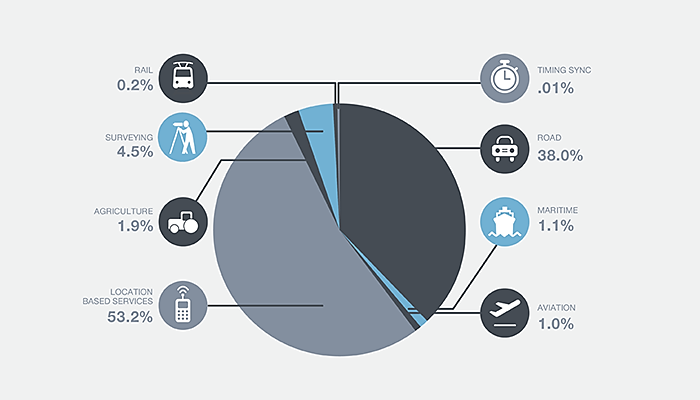 RAIL
0.2%
SURVEYING
4.5%
AGRICULTURE
1.9%
LOCATION
BASED SERVICES
53.2%
TIMING SYNC
.01%
ROAD
38.0%
MARITIME
1.1%
AVIATION
1.0%